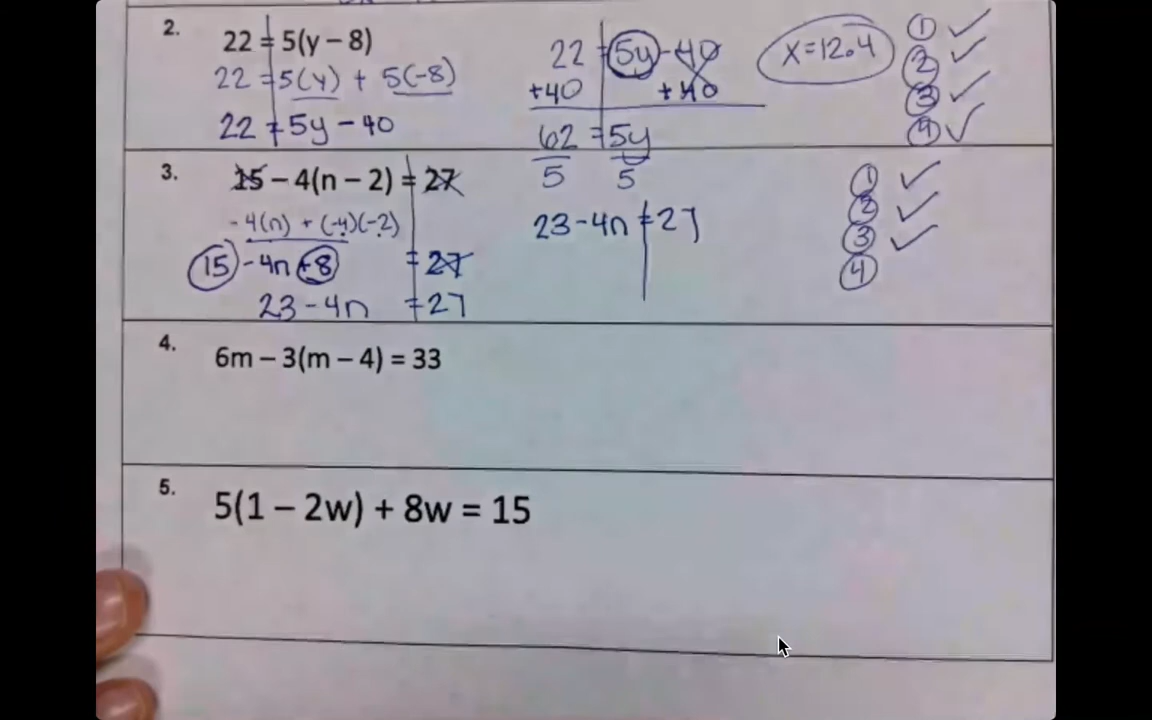 2.
22 = 5(y – 8)
22 = 5(y) + 5(-8)
22 = 5y - 40
22 = 5y - 40
+40 +40
62 = 5y
5 5
X=12.4
① ✓
② ✓
③ ✓
④ ✓
3.
15 – 4(n – 2) = 27
-4(n) + (-4)(-2)
15 - 4n + 8 = 27
23 - 4n = 27
23 - 4n = 27
① ✓
② ✓
③ ✓
④
4.
6m – 3(m – 4) = 33
5.
5(1 – 2w) + 8w = 15